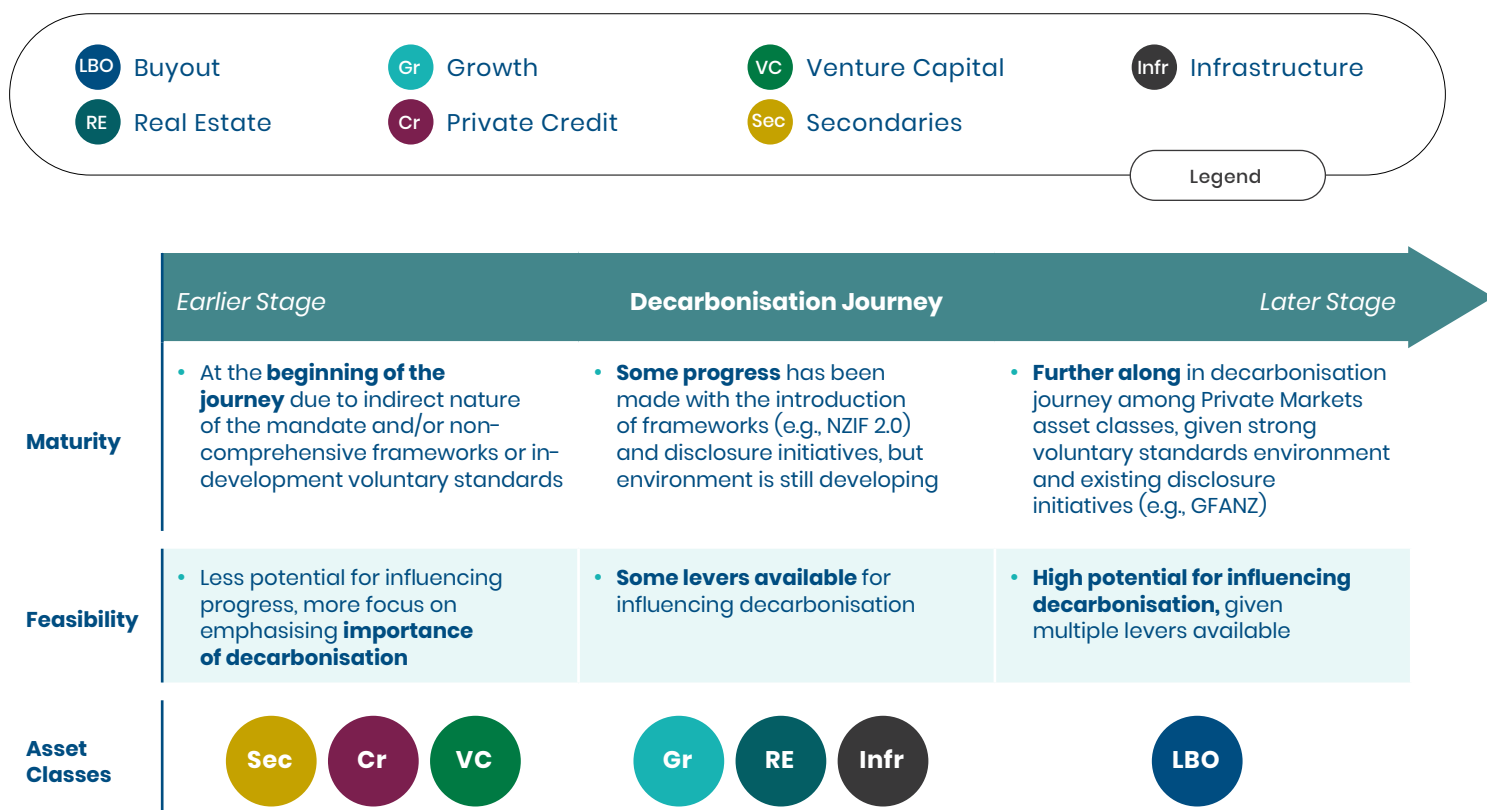 LBO Buyout
Gr Growth
VC Venture Capital
Infr Infrastructure
RE Real Estate
Cr Private Credit
Sec Secondaries
Legend
Earlier Stage
Decarbonisation Journey
Later Stage
Maturity
• At the beginning of the
journey due to indirect nature
of the mandate and/or non-
comprehensive frameworks or in-
development voluntary standards
• Some progress has been
made with the introduction
of frameworks (e.g., NZIF 2.0)
and disclosure initiatives, but
environment is still developing
• Further along in decarbonisation
journey among Private Markets
asset classes, given strong
voluntary standards environment
and existing disclosure
initiatives (e.g., GFANZ)
Feasibility
• Less potential for influencing
progress, more focus on
emphasising importance
of decarbonisation
• Some levers available for
influencing decarbonisation
• High potential for influencing
decarbonisation, given
multiple levers available
Asset
Classes
Sec
Cr
VC
Gr
RE
Infr
LBO